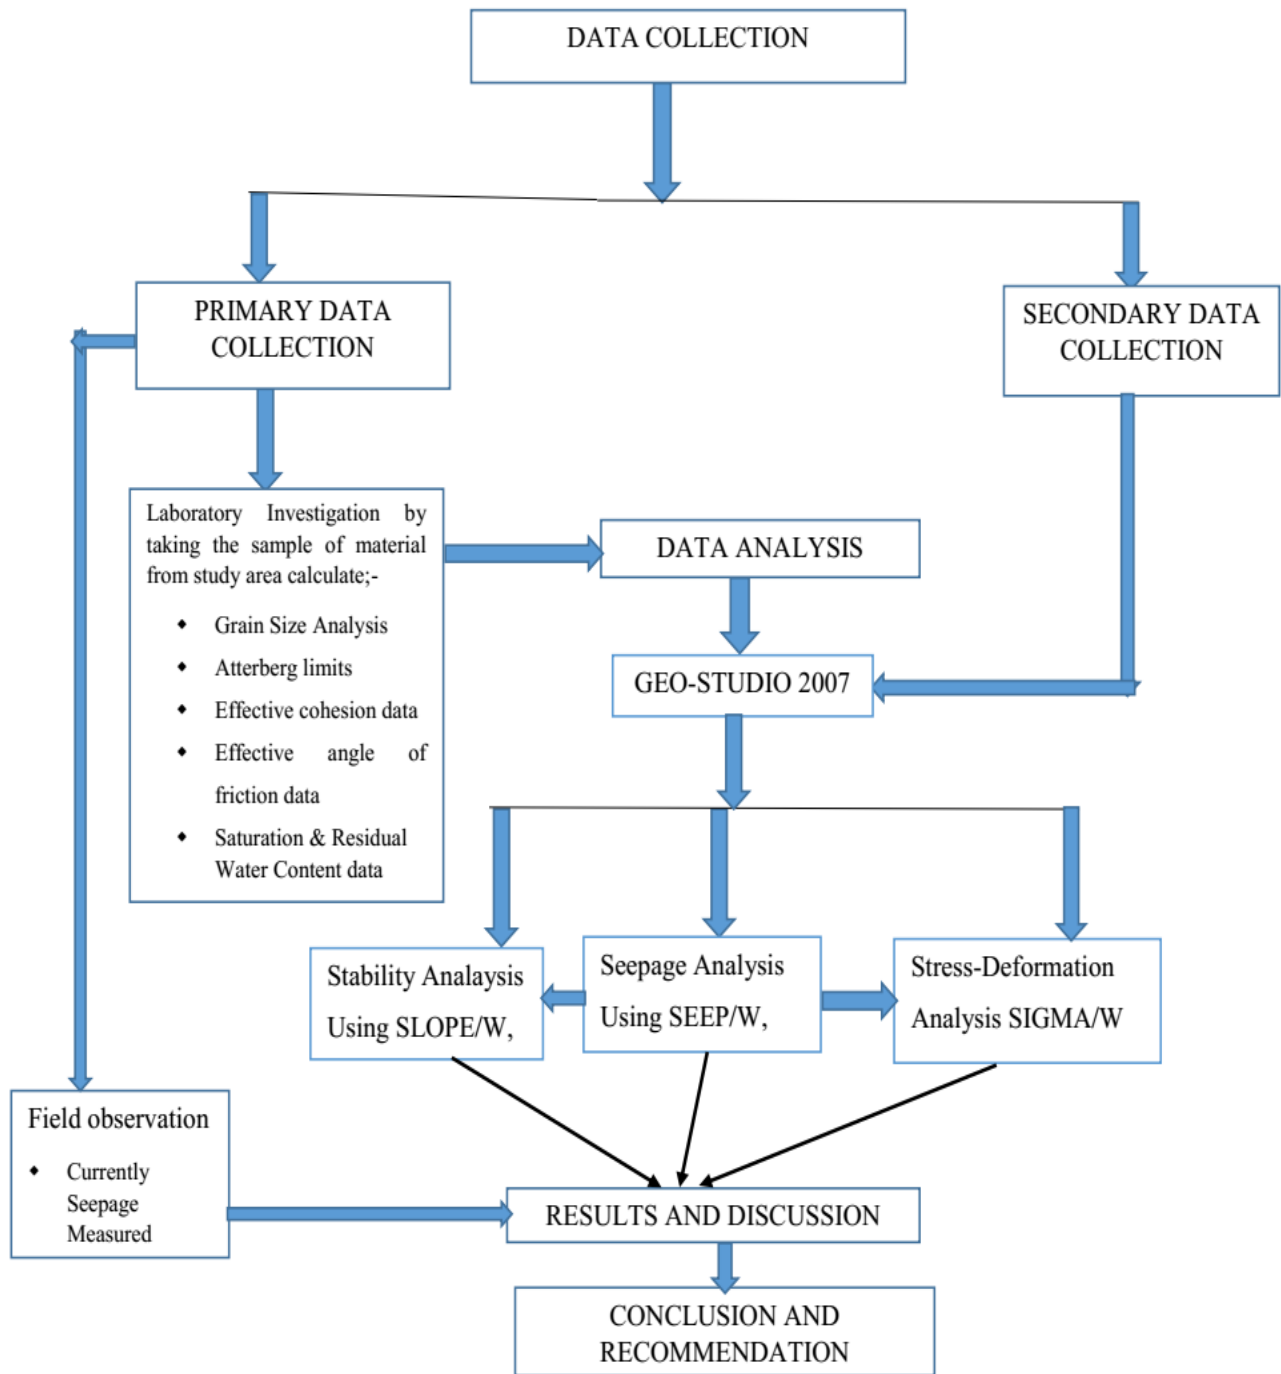 DATA COLLECTION
PRIMARY DATA
COLLECTION
SECONDARY DATA
COLLECTION
Laboratory Investigation by
taking the sample of material
from study area calculate;-
◆ Grain Size Analysis
◆ Atterberg limits
◆ Effective cohesion data
◆ Effective angle of
friction data
◆ Saturation & Residual
Water Content data
DATA ANALYSIS
GEO-STUDIO 2007
Stability Analaysis
Using SLOPE/W,
Seepage Analysis
Using SEEP/W,
Stress-Deformation
Analysis SIGMA/W
Field observation
◆ Currently
Seepage
Measured
RESULTS AND DISCUSSION
CONCLUSION AND
RECOMMENDATION